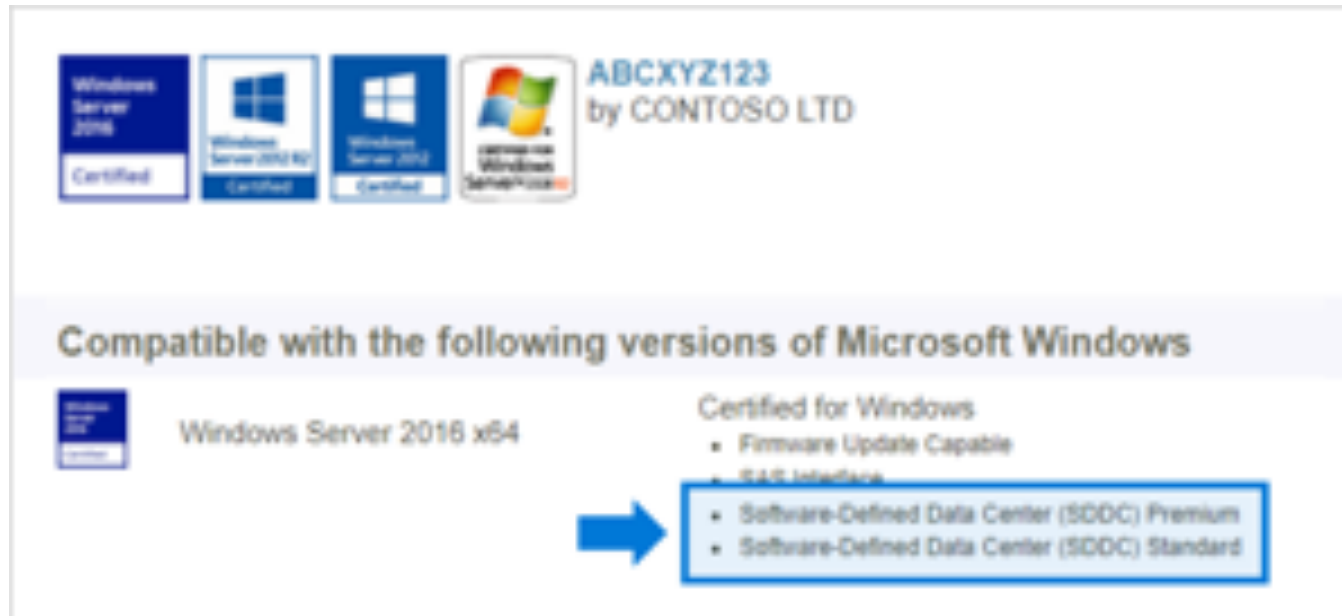 Windows
Server
2016
Certified
Windows
Server 2012 R2
Certified
Windows
Server 2012
Certified
Windows
ABCXYZ123
by CONTOSO LTD
Compatible with the following versions of Microsoft Windows
Windows Server 2016 x64
Certified for Windows
• Firmware Update Capable
• SAS Interface
• Software-Defined Data Center (SDDC) Premium
• Software-Defined Data Center (SDDC) Standard